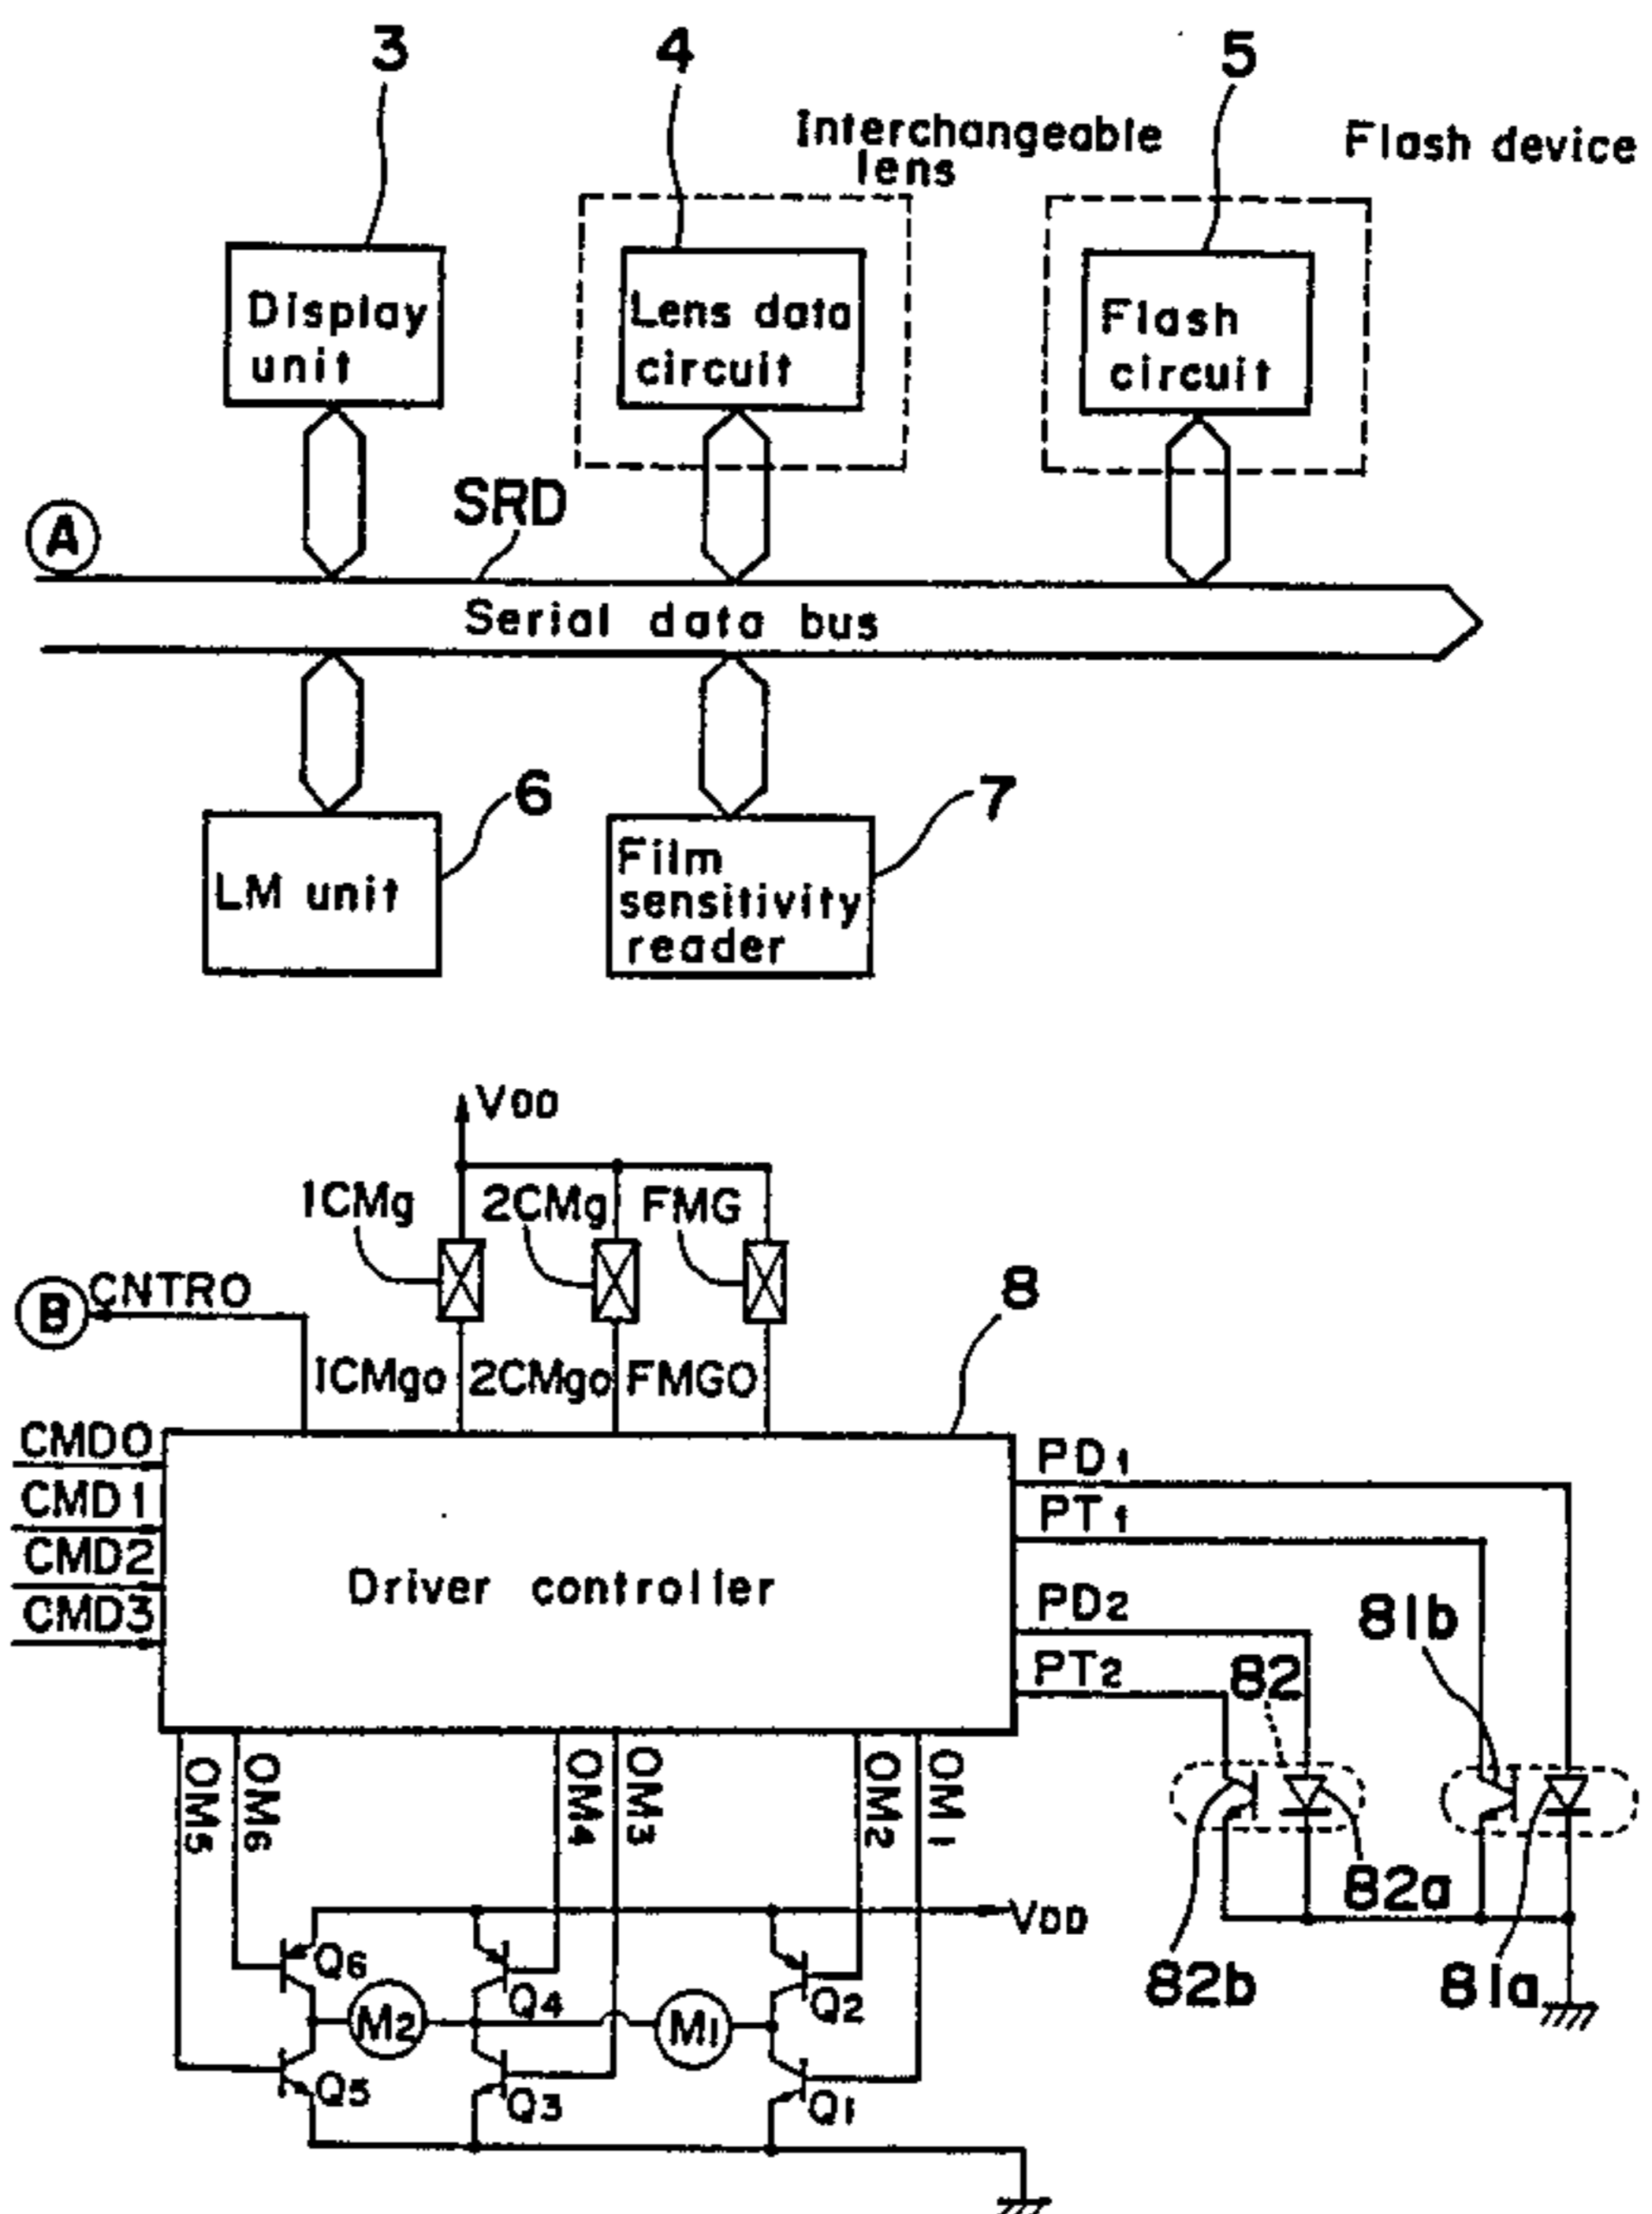 3
4
5
Interchangeable
lens
Flash device
Display
unit
Lens data
circuit
Flash
circuit
A
SRD
Serial data bus
6
7
LM unit
Film
sensitivity
reader
VDD
1CMg
2CMg
FMG
B
CNTRO
8
1CMgo
2CMgo
FMGO
CMD0
CMD1
CMD2
CMD3
Driver controller
PD1
PT1
PD2
PT2
81b
82
OM5
OM6
OM4
OM3
OM2
OM1
82a
VDD
82b
81a
Q6
Q4
Q2
M2
M1
Q5
Q3
Q1